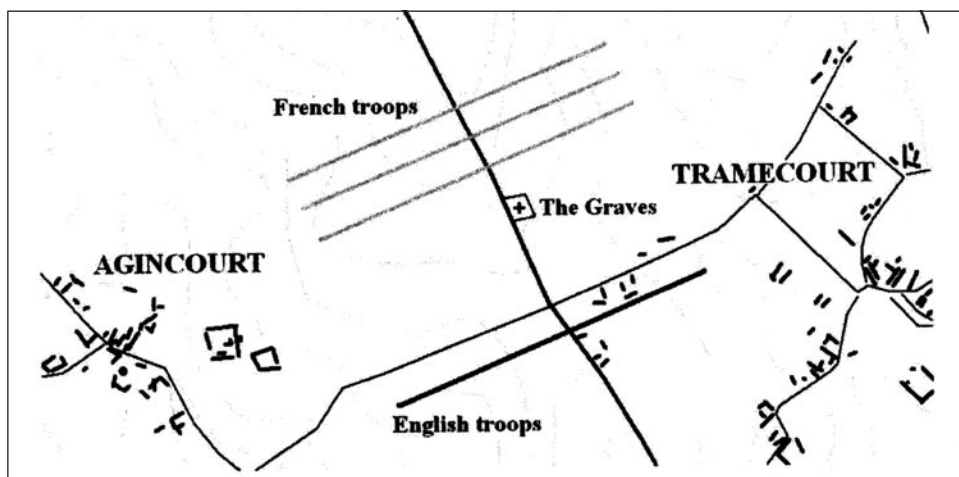 French troops
TRAMECOURT
The Graves
AGINCOURT
English troops